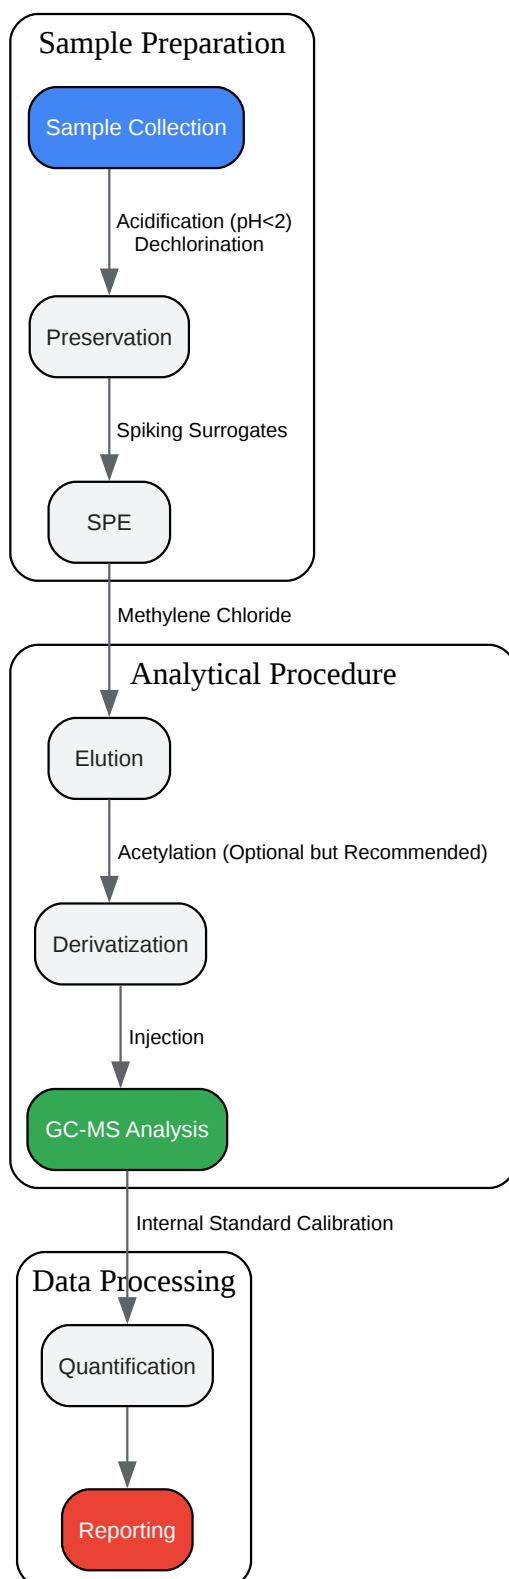 Sample Preparation
Sample Collection
Acidification (pH<2)
Dechlorination
Preservation
Spiking Surrogates
SPE
Methylene Chloride
Analytical Procedure
Elution
Acetylation (Optional but Recommended)
Derivatization
Injection
GC-MS Analysis
Internal Standard Calibration
Data Processing
Quantification
Reporting